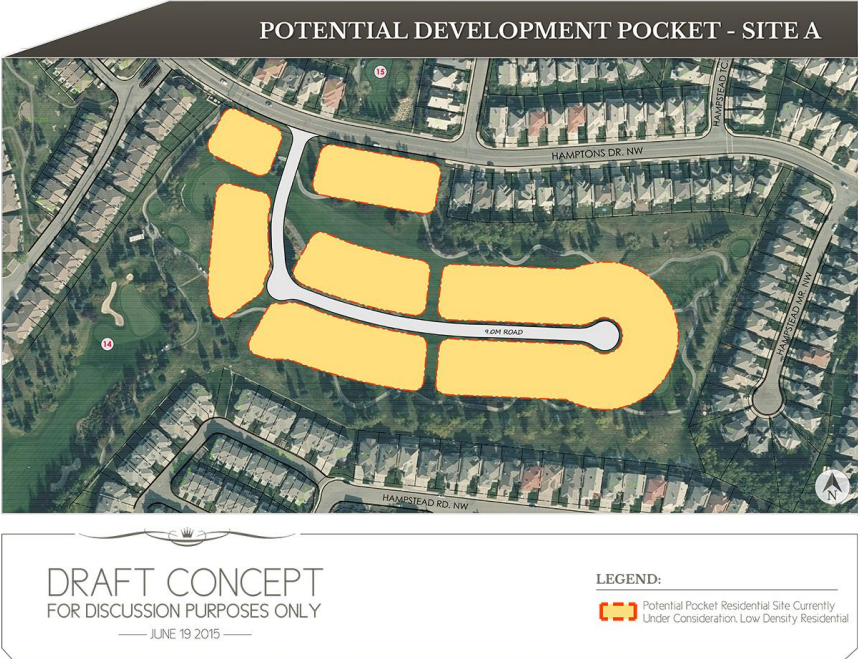 POTENTIAL DEVELOPMENT POCKET - SITE A
15
HAMPSTEAD TC.
HAMPTONS DR. NW
HAMPSTEAD MR. NW
9.0M ROAD
14
HAMPSTEAD RD. NW
N
DRAFT CONCEPT
FOR DISCUSSION PURPOSES ONLY
JUNE 19 2015
LEGEND:
Potential Pocket Residential Site Currently
Under Consideration. Low Density Residential